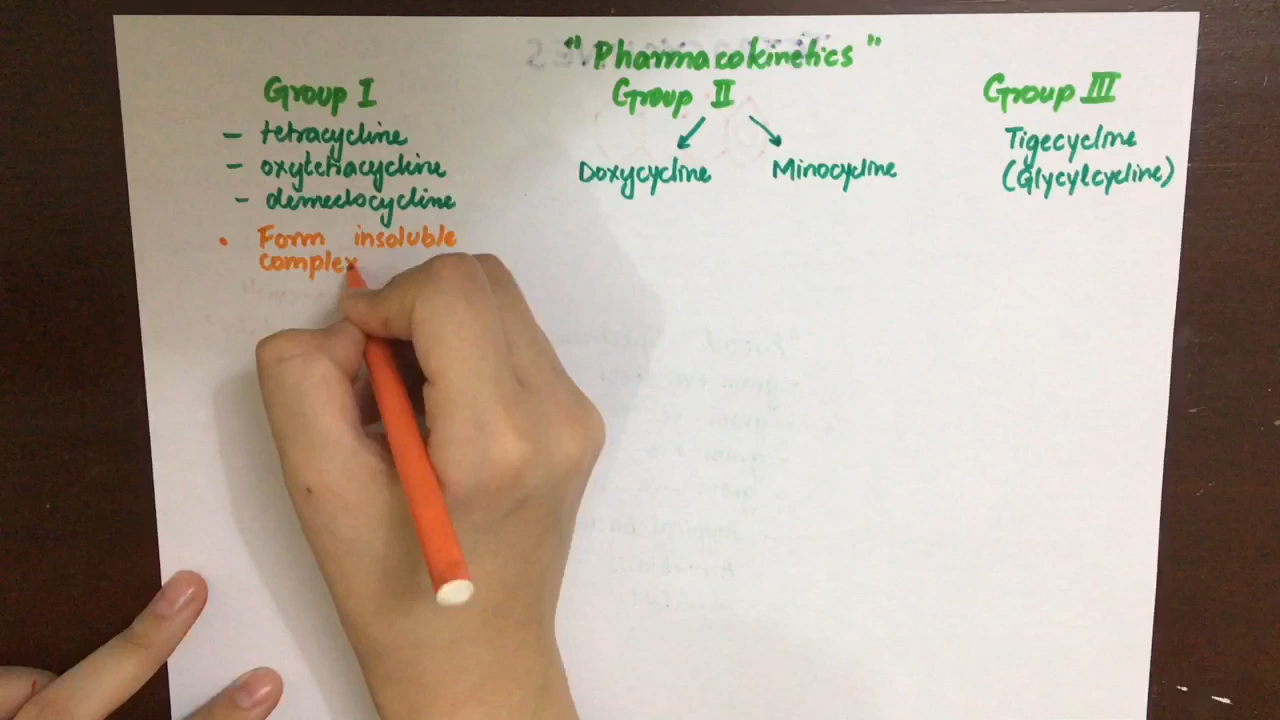 "Pharmacokinetics"
Group I
- tetracycline
- oxytetracycline
- demeclocycline
• Form insoluble
complex
Group II
Doxycycline
Minocycline
Group III
Tigecycline
(Glycylcycline)